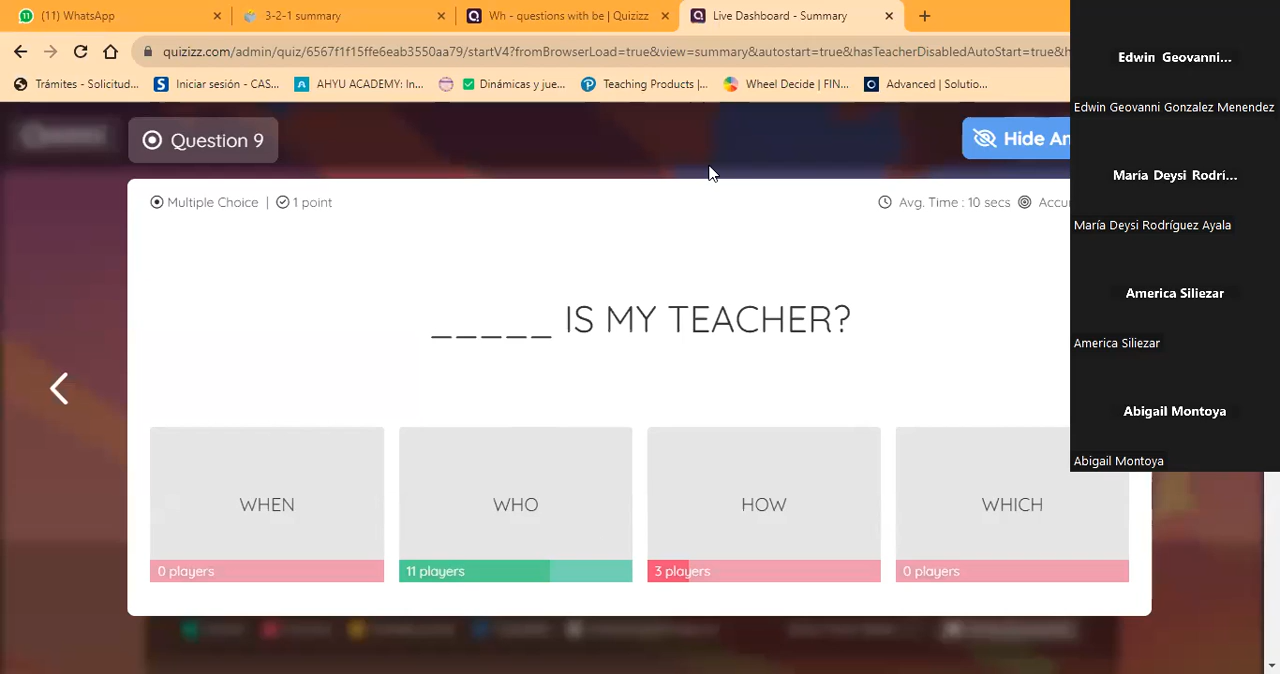 (11) WhatsApp
3-2-1 summary
Wh - questions with be | Quizizz
Live Dashboard - Summary
quizizz.com/admin/quiz/6567f1f15ffe6eab3550aa79/startV4?fromBrowserLoad=true&view=summary&autostart=true&hasTeacherDisabledAutoStart=true&h
Trámites - Solicitud...
Iniciar sesión - CAS...
AHYU ACADEMY: In...
Dinámicas y jue...
Teaching Products |...
Wheel Decide | FIN...
Advanced | Solutio...
Question 9
Hide An
Multiple Choice | 1 point
Avg. Time : 10 secs
Accu
_ _ _ _ _ IS MY TEACHER?
WHEN
WHO
HOW
WHICH
0 players
11 players
3 players
0 players
Edwin Geovanni...
Edwin Geovanni Gonzalez Menendez
María Deysi Rodrí...
María Deysi Rodríguez Ayala
America Siliezar
America Siliezar
Abigail Montoya
Abigail Montoya